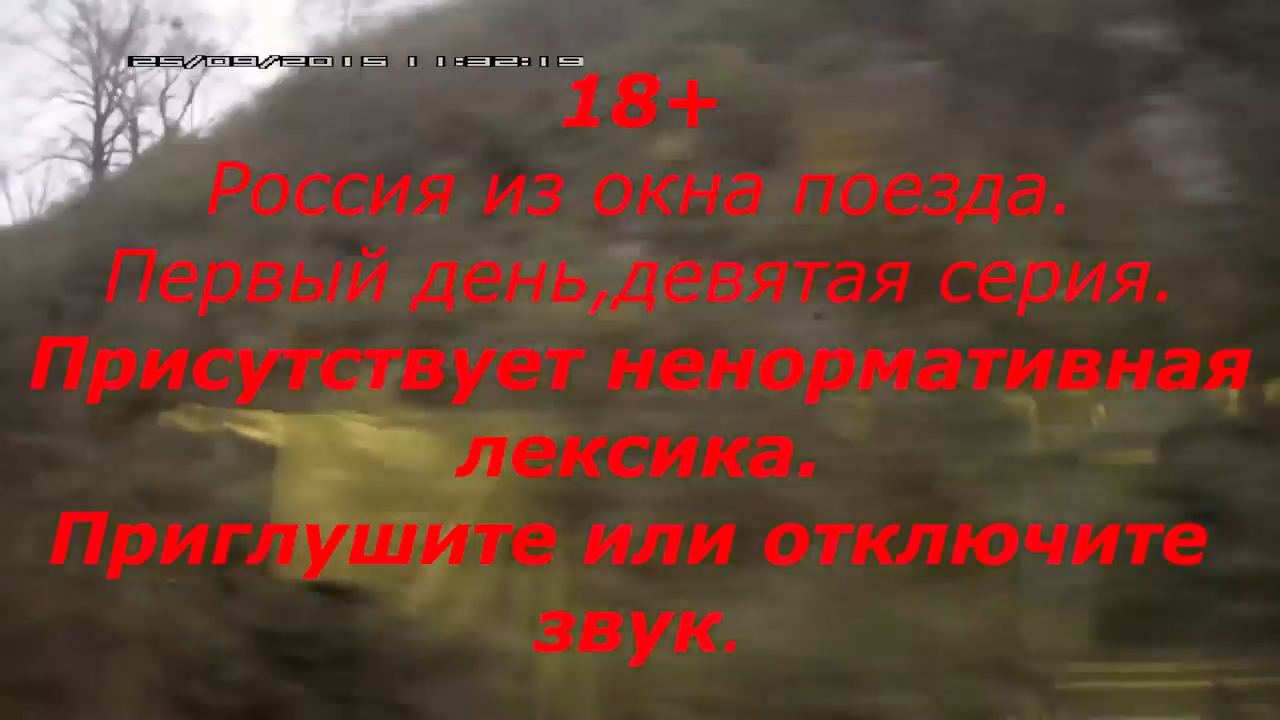 25/09/2015 11:32:19
18+
Россия из окна поезда.
Первый день,девятая серия.
Присутствует ненормативная
лексика.
Приглушите или отключите
звук.